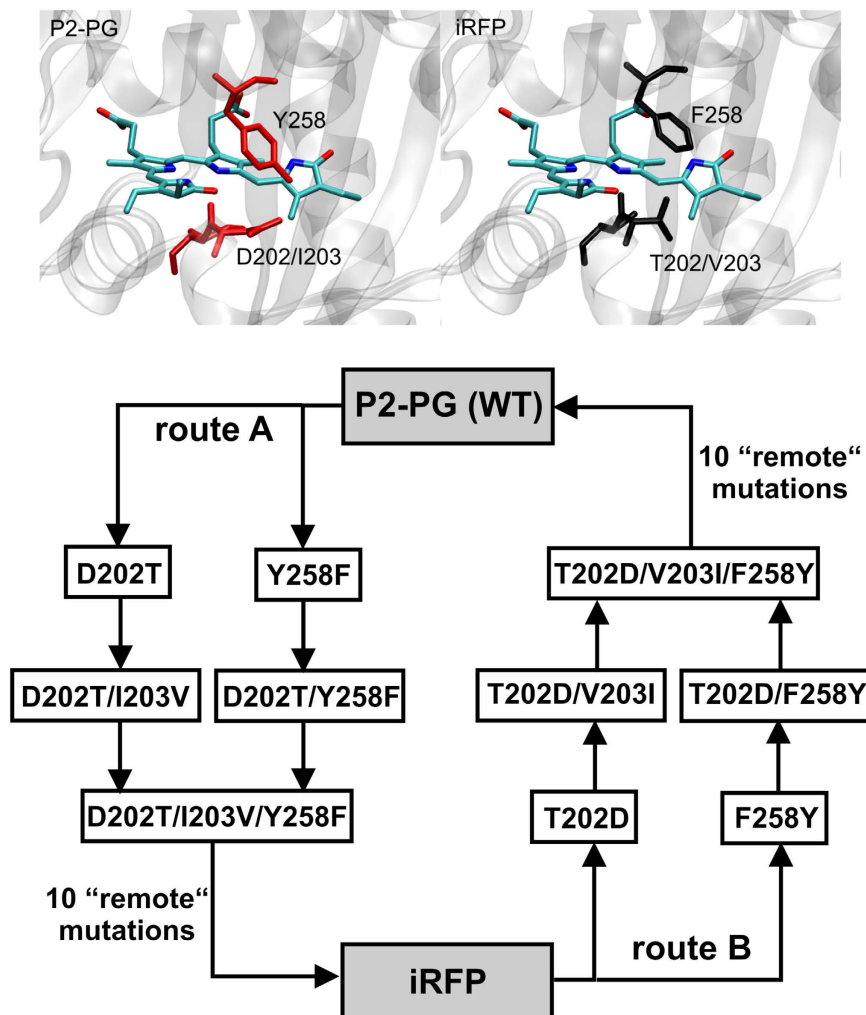 P2-PG
Y258
D202/I203
iRFP
F258
T202/V203
P2-PG (WT)
route A
10 “remote“
mutations
D202T
Y258F
T202D/V203I/F258Y
D202T/I203V
D202T/Y258F
T202D/V203I
T202D/F258Y
D202T/I203V/Y258F
T202D
F258Y
10 “remote“
mutations
iRFP
route B